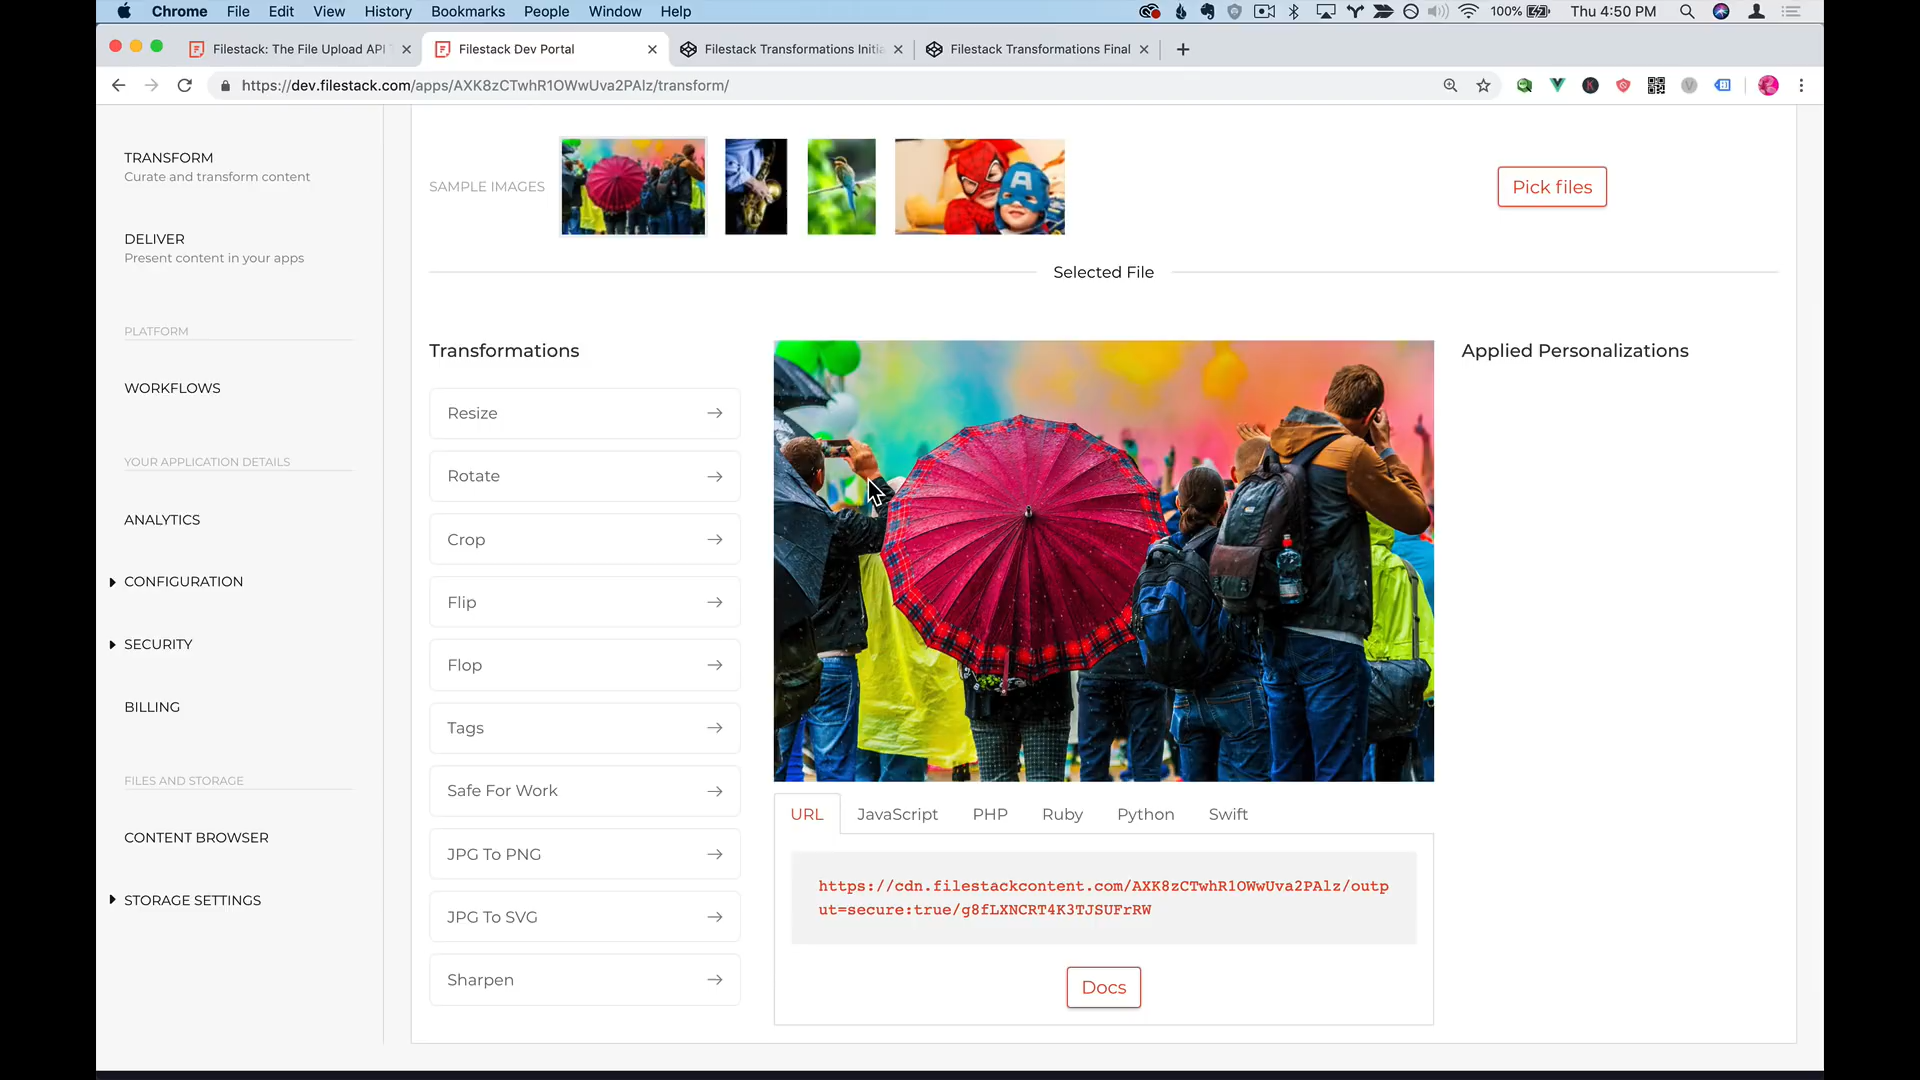 Chrome File Edit View History Bookmarks People Window Help
100% Thu 4:50 PM
Filestack: The File Upload API
Filestack Dev Portal
Filestack Transformations Initia
Filestack Transformations Final
https://dev.filestack.com/apps/AXK8zCTwhR1OWwUva2PAlz/transform/
TRANSFORM
Curate and transform content
DELIVER
Present content in your apps
PLATFORM
WORKFLOWS
YOUR APPLICATION DETAILS
ANALYTICS
CONFIGURATION
SECURITY
BILLING
FILES AND STORAGE
CONTENT BROWSER
STORAGE SETTINGS
SAMPLE IMAGES
A
Pick files
Selected File
Transformations
Resize
Rotate
Crop
Flip
Flop
Tags
Safe For Work
JPG To PNG
JPG To SVG
Sharpen
Applied Personalizations
URL JavaScript PHP Ruby Python Swift
https://cdn.filestackcontent.com/AXK8zCTwhR1OWwUva2PAlz/outp
ut=secure:true/g8fLXNCRT4K3TJSUFrRW
Docs